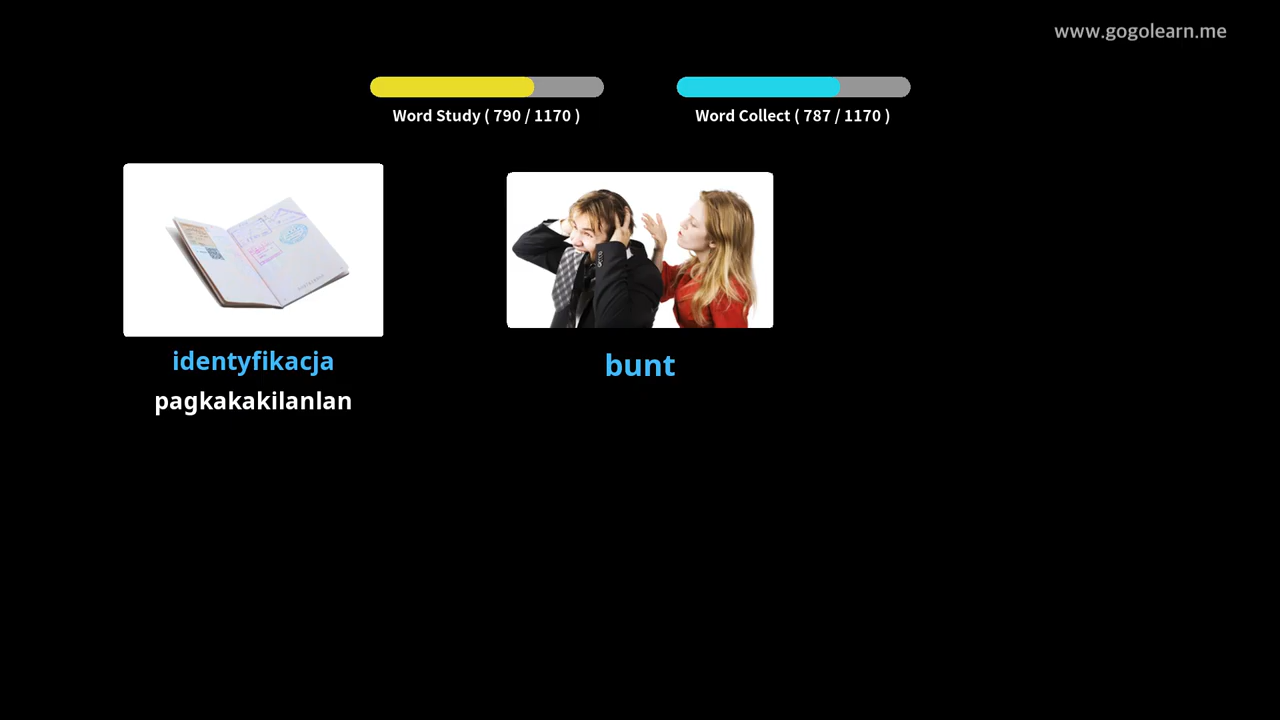 www.gogolearn.me
Word Study ( 790 / 1170 )
Word Collect ( 787 / 1170 )
identyfikacja
pagkakakilanlan
bunt